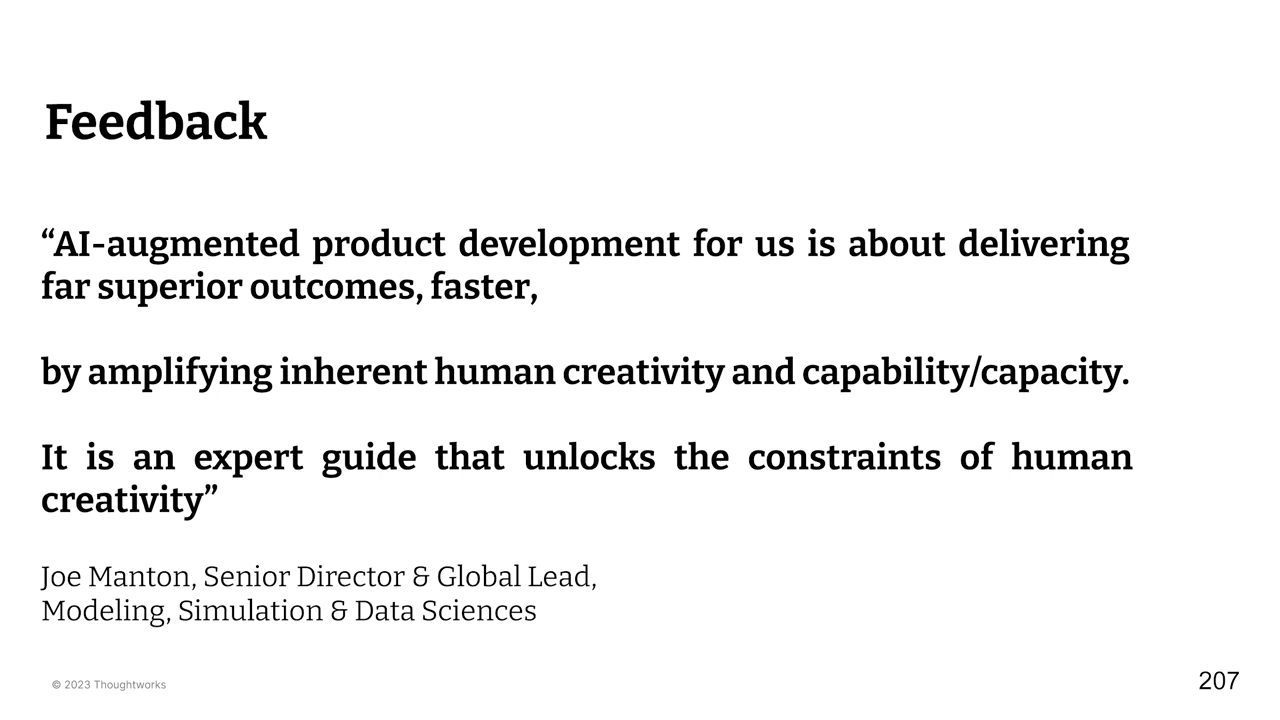 Feedback
“AI-augmented product development for us is about delivering
far superior outcomes, faster,
by amplifying inherent human creativity and capability/capacity.
It is an expert guide that unlocks the constraints of human
creativity”
Joe Manton, Senior Director & Global Lead,
Modeling, Simulation & Data Sciences
© 2023 Thoughtworks
207